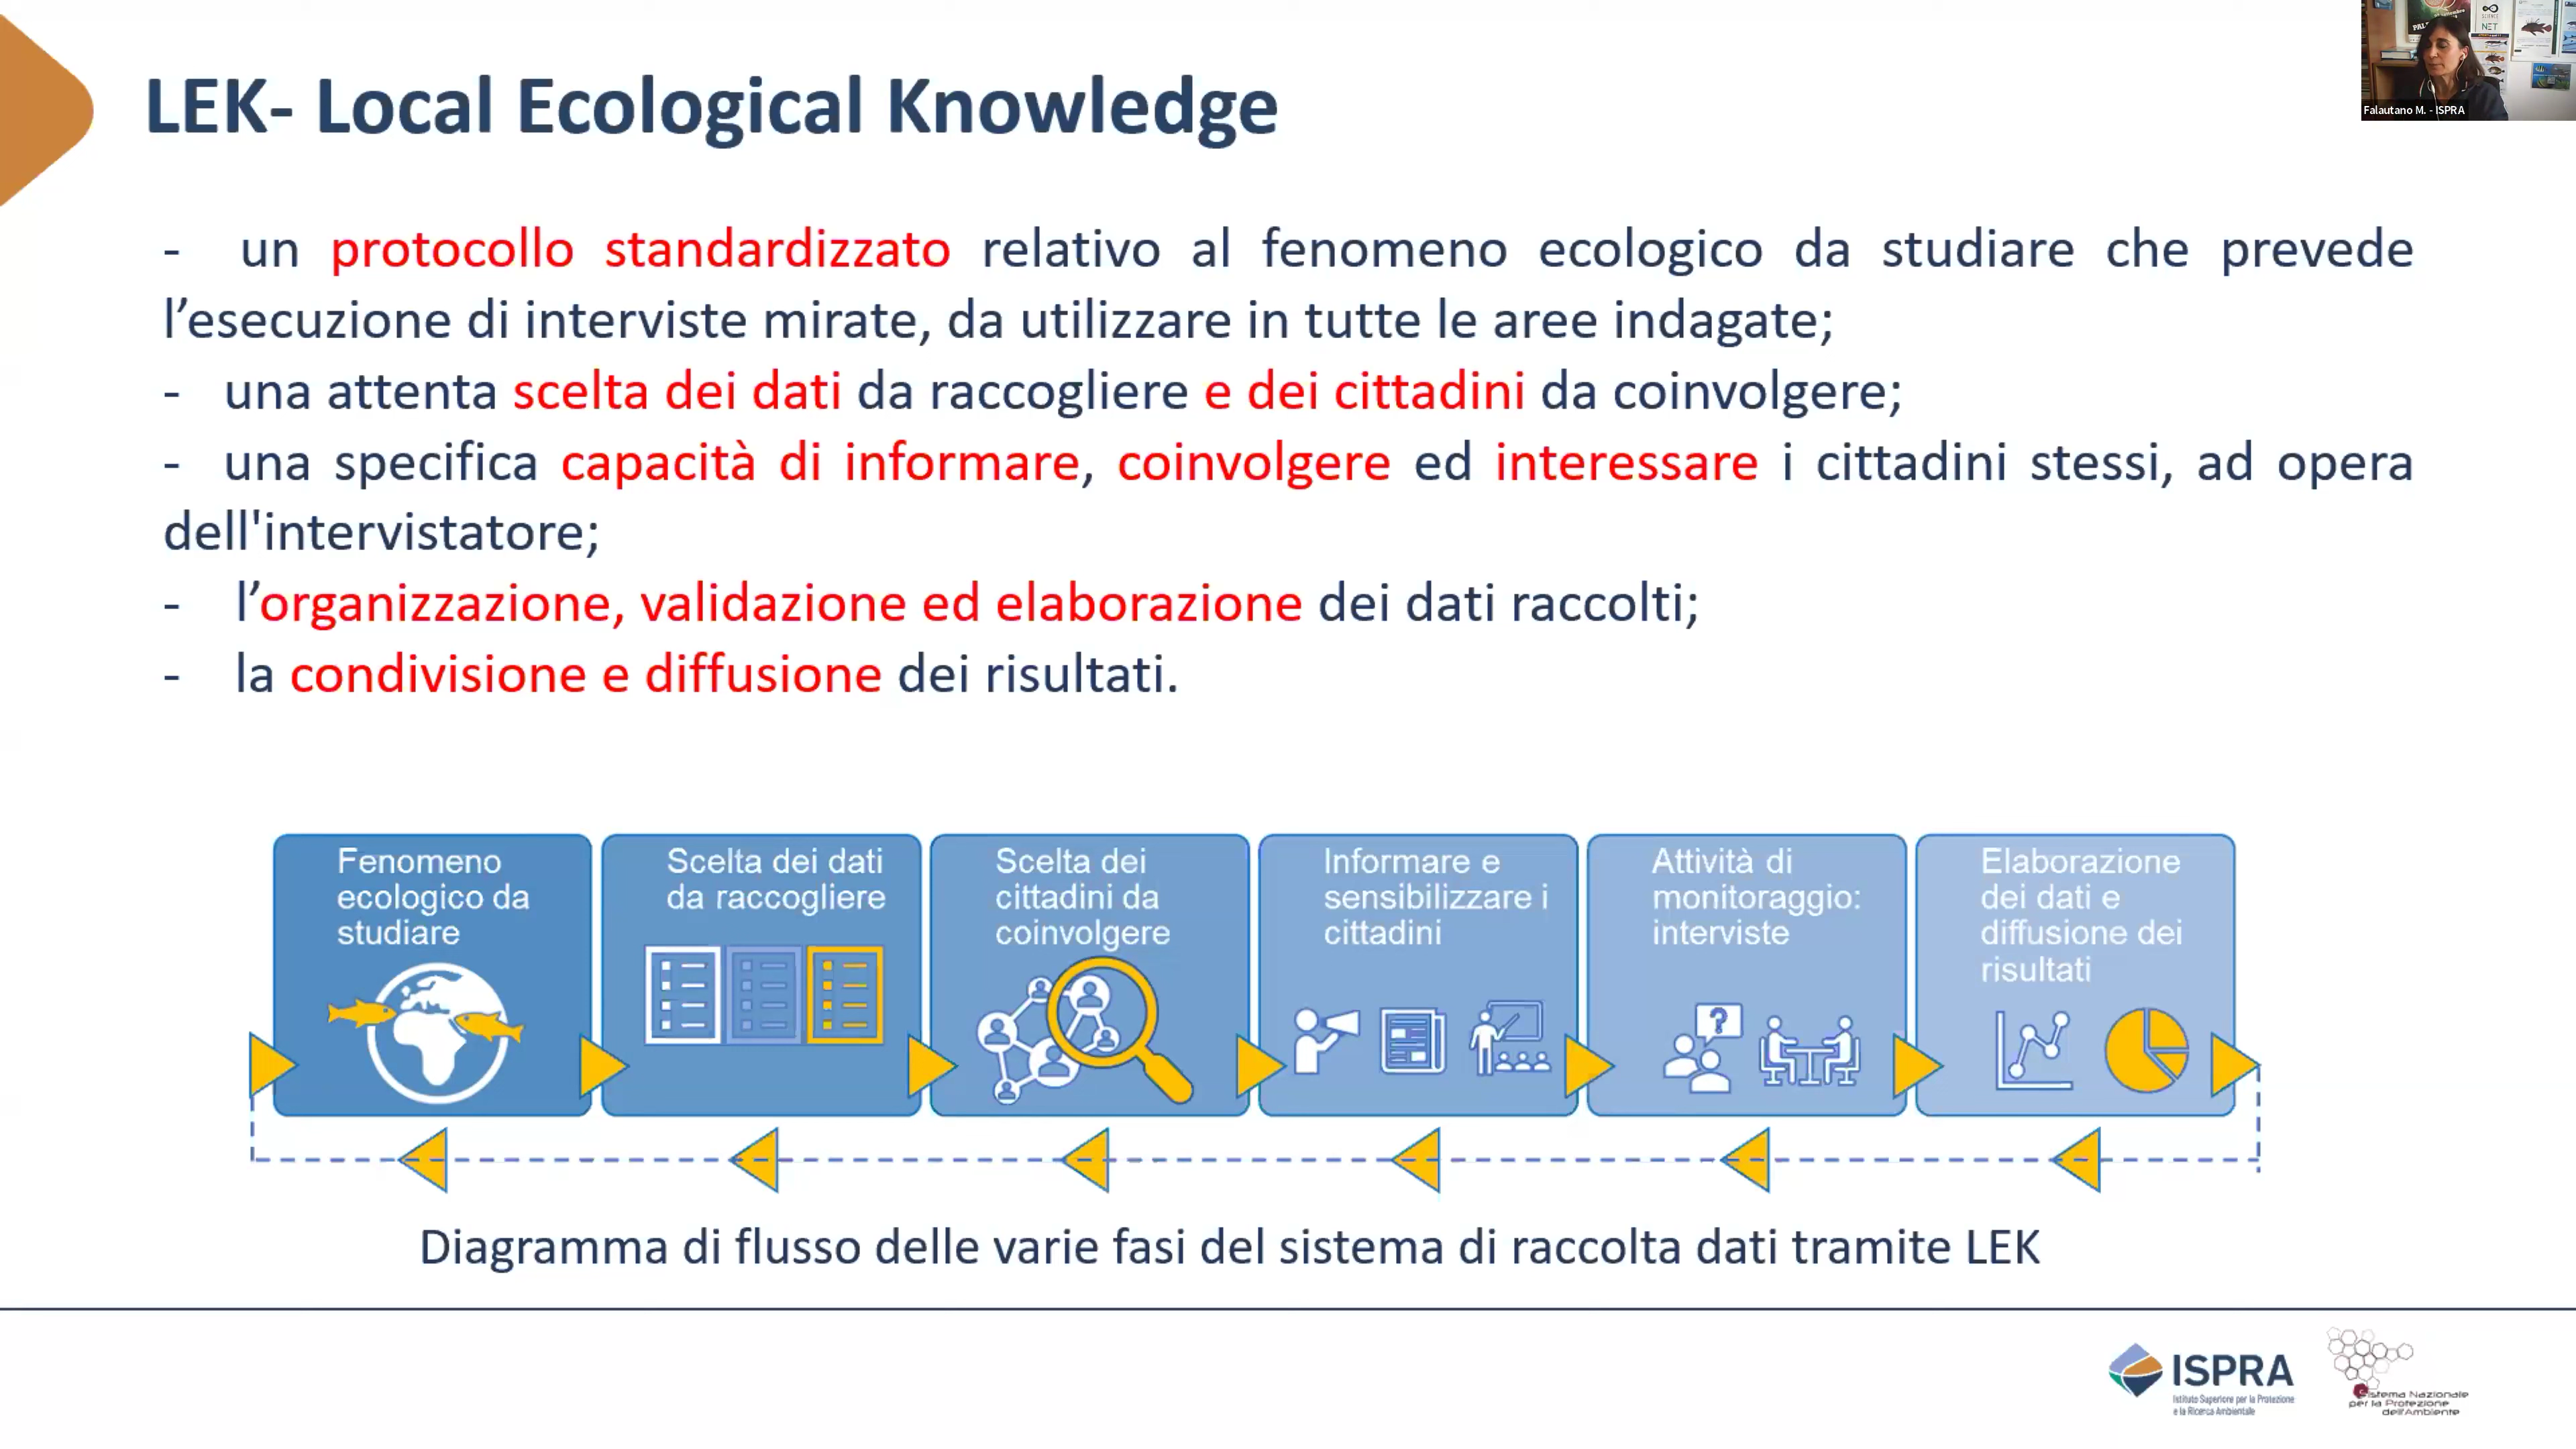 LEK- Local Ecological Knowledge
Falautano M. - ISPRA
- un protocollo standardizzato relativo al fenomeno ecologico da studiare che prevede
l’esecuzione di interviste mirate, da utilizzare in tutte le aree indagate;
- una attenta scelta dei dati da raccogliere e dei cittadini da coinvolgere;
- una specifica capacità di informare, coinvolgere ed interessare i cittadini stessi, ad opera
dell'intervistatore;
- l’organizzazione, validazione ed elaborazione dei dati raccolti;
- la condivisione e diffusione dei risultati.
Fenomeno
ecologico da
studiare
Scelta dei dati
da raccogliere
Scelta dei
cittadini da
coinvolgere
Informare e
sensibilizzare i
cittadini
Attività di
monitoraggio:
interviste
?
Elaborazione
dei dati e
diffusione dei
risultati
Diagramma di flusso delle varie fasi del sistema di raccolta dati tramite LEK
ISPRA
Istituto Superiore per la Protezione
e la Ricerca Ambientale
Sistema Nazionale
per la Protezione
dell'Ambiente